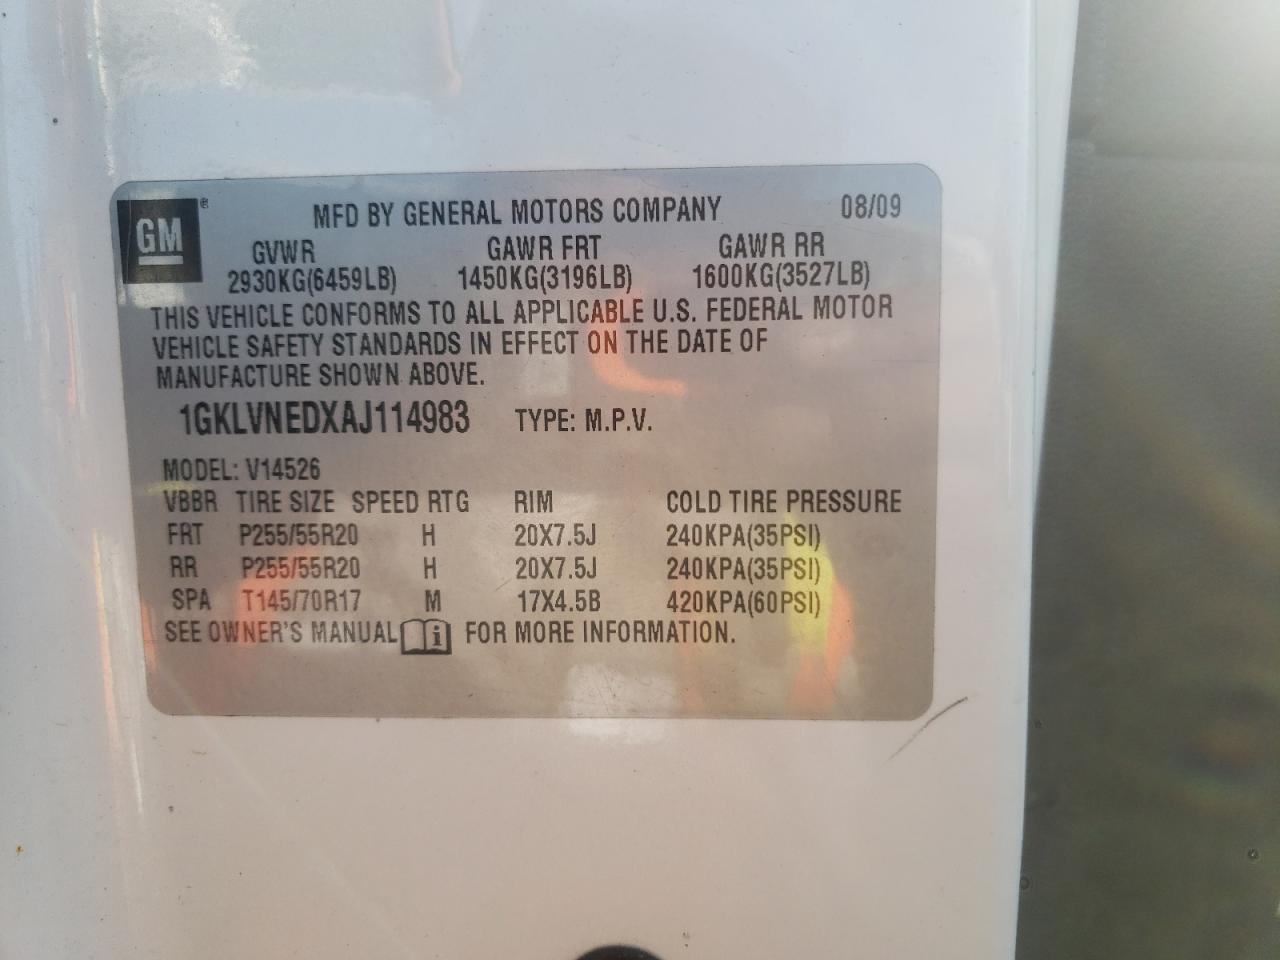 GM ®
MFD BY GENERAL MOTORS COMPANY 08/09
GVWR GAWR FRT GAWR RR
2930KG(6459LB) 1450KG(3196LB) 1600KG(3527LB)
THIS VEHICLE CONFORMS TO ALL APPLICABLE U.S. FEDERAL MOTOR
VEHICLE SAFETY STANDARDS IN EFFECT ON THE DATE OF
MANUFACTURE SHOWN ABOVE.
1GKLVNEDXAJ114983 TYPE: M.P.V.
MODEL: V14526
VBBR TIRE SIZE SPEED RTG RIM COLD TIRE PRESSURE
FRT P255/55R20 H 20X7.5J 240KPA(35PSI)
RR P255/55R20 H 20X7.5J 240KPA(35PSI)
SPA T145/70R17 M 17X4.5B 420KPA(60PSI)
SEE OWNER'S MANUAL i FOR MORE INFORMATION.